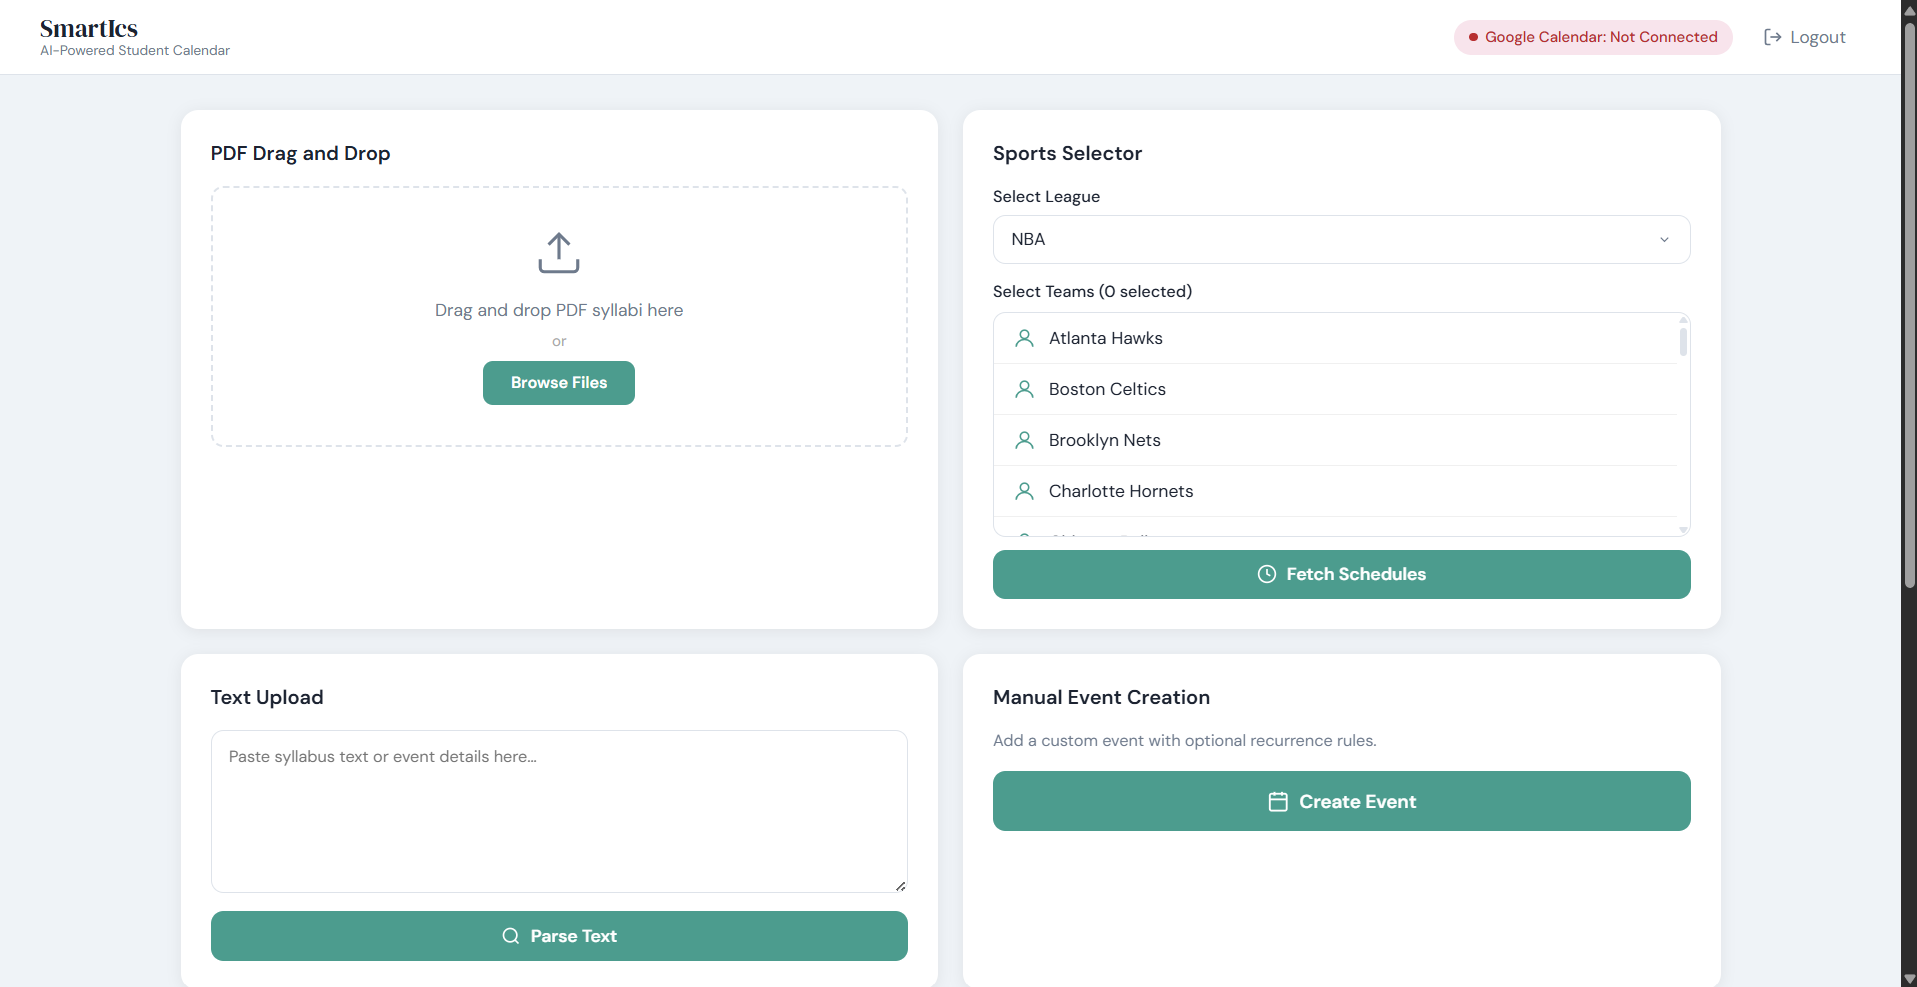 SmartIcs
AI-Powered Student Calendar
Google Calendar: Not Connected
Logout
PDF Drag and Drop
Drag and drop PDF syllabi here
or
Browse Files
Sports Selector
Select League
NBA
Select Teams (0 selected)
Atlanta Hawks
Boston Celtics
Brooklyn Nets
Charlotte Hornets
Fetch Schedules
Text Upload
Paste syllabus text or event details here...
Parse Text
Manual Event Creation
Add a custom event with optional recurrence rules.
Create Event